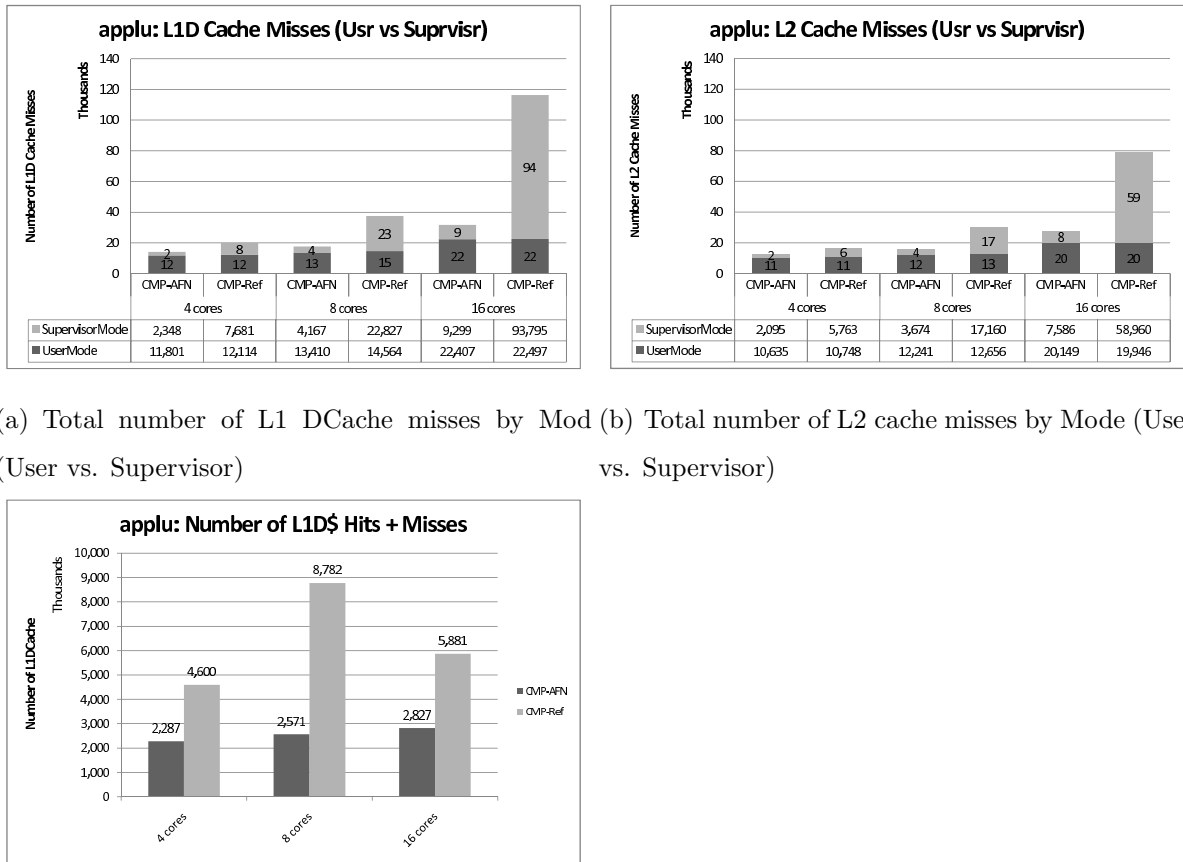 applu: L1D Cache Misses (Usr vs Suprvisr)
Number of L1D Cache Misses
Thousands
140
120
100
80
60
40
20
0
2
12
8
12
4
13
23
15
9
22
94
22
CMP-AFN CMP-Ref CMP-AFN CMP-Ref CMP-AFN CMP-Ref
4 cores 8 cores 16 cores
SupervisorMode 2,348 7,681 4,167 22,827 9,299 93,795
UserMode 11,801 12,114 13,410 14,564 22,407 22,497
applu: L2 Cache Misses (Usr vs Suprvisr)
Number of L2 Cache Misses
Thousands
140
120
100
80
60
40
20
0
2
11
6
11
4
12
17
13
8
20
59
20
CMP-AFN CMP-Ref CMP-AFN CMP-Ref CMP-AFN CMP-Ref
4 cores 8 cores 16 cores
SupervisorMode 2,095 5,763 3,674 17,160 7,586 58,960
UserMode 10,635 10,748 12,241 12,656 20,149 19,946
(a) Total number of L1 DCache misses by Mod
(User vs. Supervisor)
(b) Total number of L2 cache misses by Mode (Use
vs. Supervisor)
applu: Number of L1D$ Hits + Misses
Number of L1DCache
Thousands
10,000
9,000
8,000
7,000
6,000
5,000
4,000
3,000
2,000
1,000
0
2,287
4,600
2,571
8,782
2,827
5,881
4 cores
8 cores
16 cores
CMP-AFN
CMP-Ref